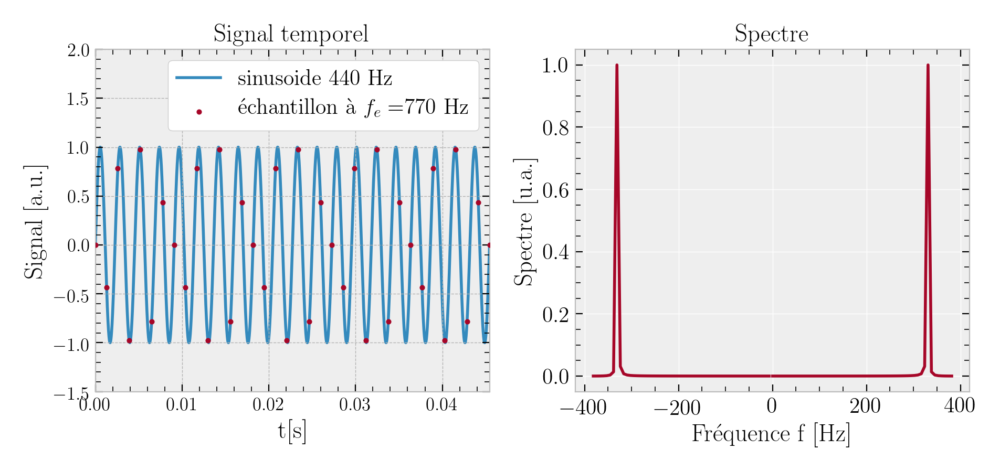 Signal temporel
2.0
1.5
1.0
0.5
0.0
−0.5
−1.0
−1.5
Signal [a.u.]
sinusoide 440 Hz
échantillon à fₑ =770 Hz
0.00 0.01 0.02 0.03 0.04
t[s]
Spectre
1.0
0.8
0.6
0.4
0.2
0.0
Spectre [u.a.]
−400 −200 0 200 400
Fréquence f [Hz]